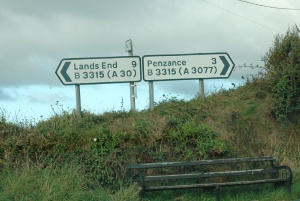 Lands End 9
B 3315 (A 30)
Penzance 3
B 3315 (A 3077)